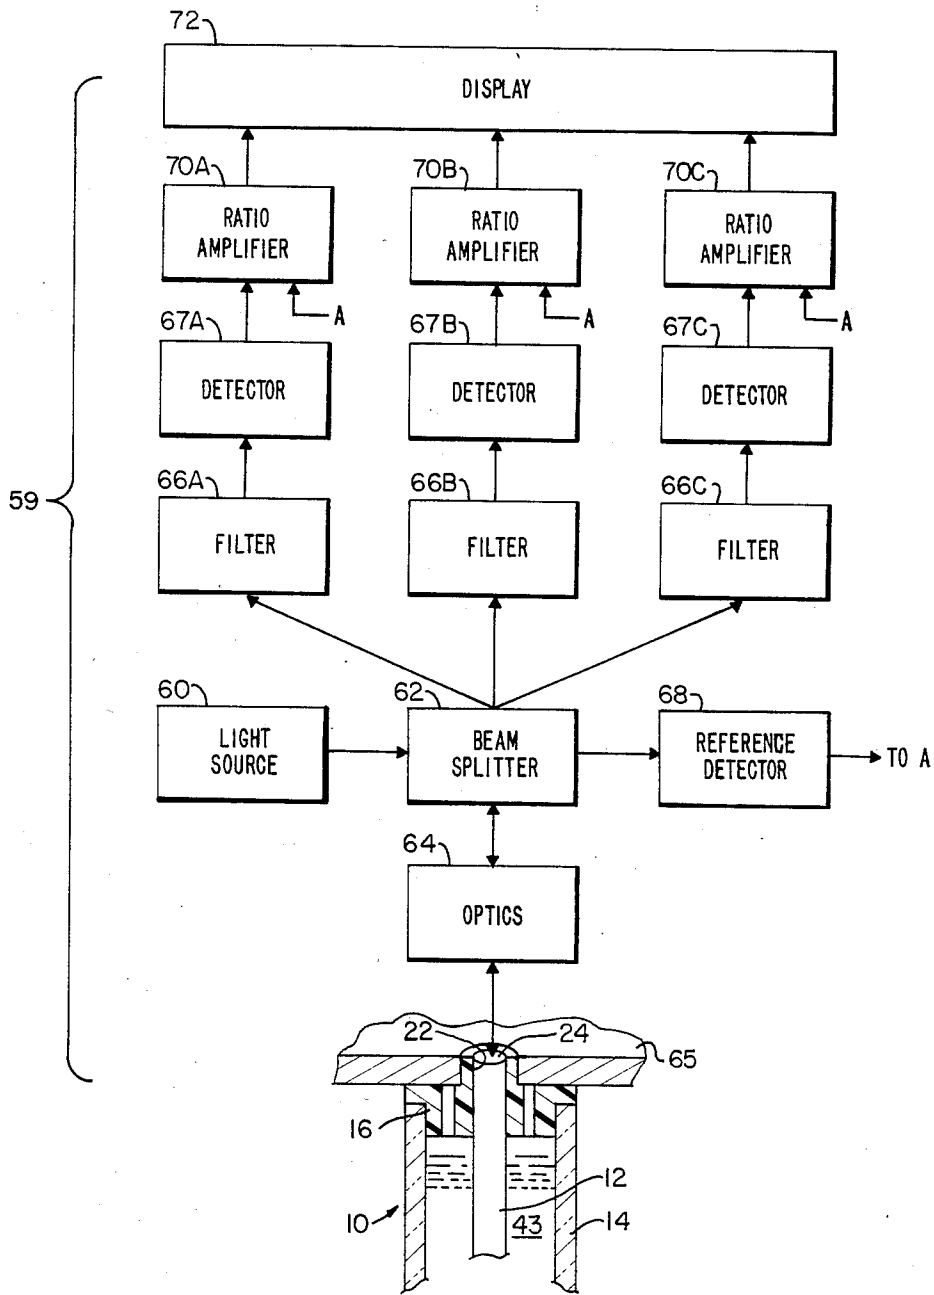 72
DISPLAY
70A
70B
70C
RATIO
AMPLIFIER
RATIO
AMPLIFIER
RATIO
AMPLIFIER
A
A
A
67A
67B
67C
DETECTOR
DETECTOR
DETECTOR
59
66A
66B
66C
FILTER
FILTER
FILTER
60
62
68
LIGHT
SOURCE
BEAM
SPLITTER
REFERENCE
DETECTOR
TO A
64
OPTICS
22
24
65
16
12
10
43
14